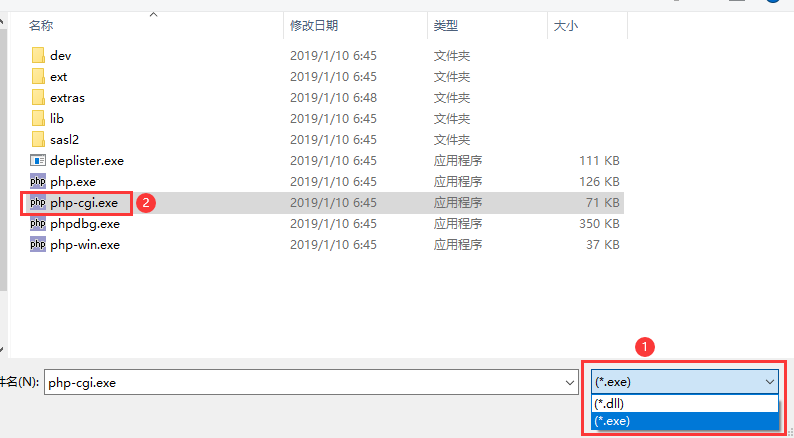 名称 修改日期 类型 大小
dev 2019/1/10 6:45 文件夹
ext 2019/1/10 6:45 文件夹
extras 2019/1/10 6:48 文件夹
lib 2019/1/10 6:45 文件夹
sasl2 2019/1/10 6:45 文件夹
deplister.exe 2019/1/10 6:45 应用程序 111 KB
php php.exe 2019/1/10 6:45 应用程序 126 KB
php php-cgi.exe 2 2019/1/10 6:45 应用程序 71 KB
php phpdbg.exe 2019/1/10 6:45 应用程序 350 KB
php php-win.exe 2019/1/10 6:45 应用程序 37 KB
1
件名(N): php-cgi.exe (*.exe)
(*.dll)
(*.exe)